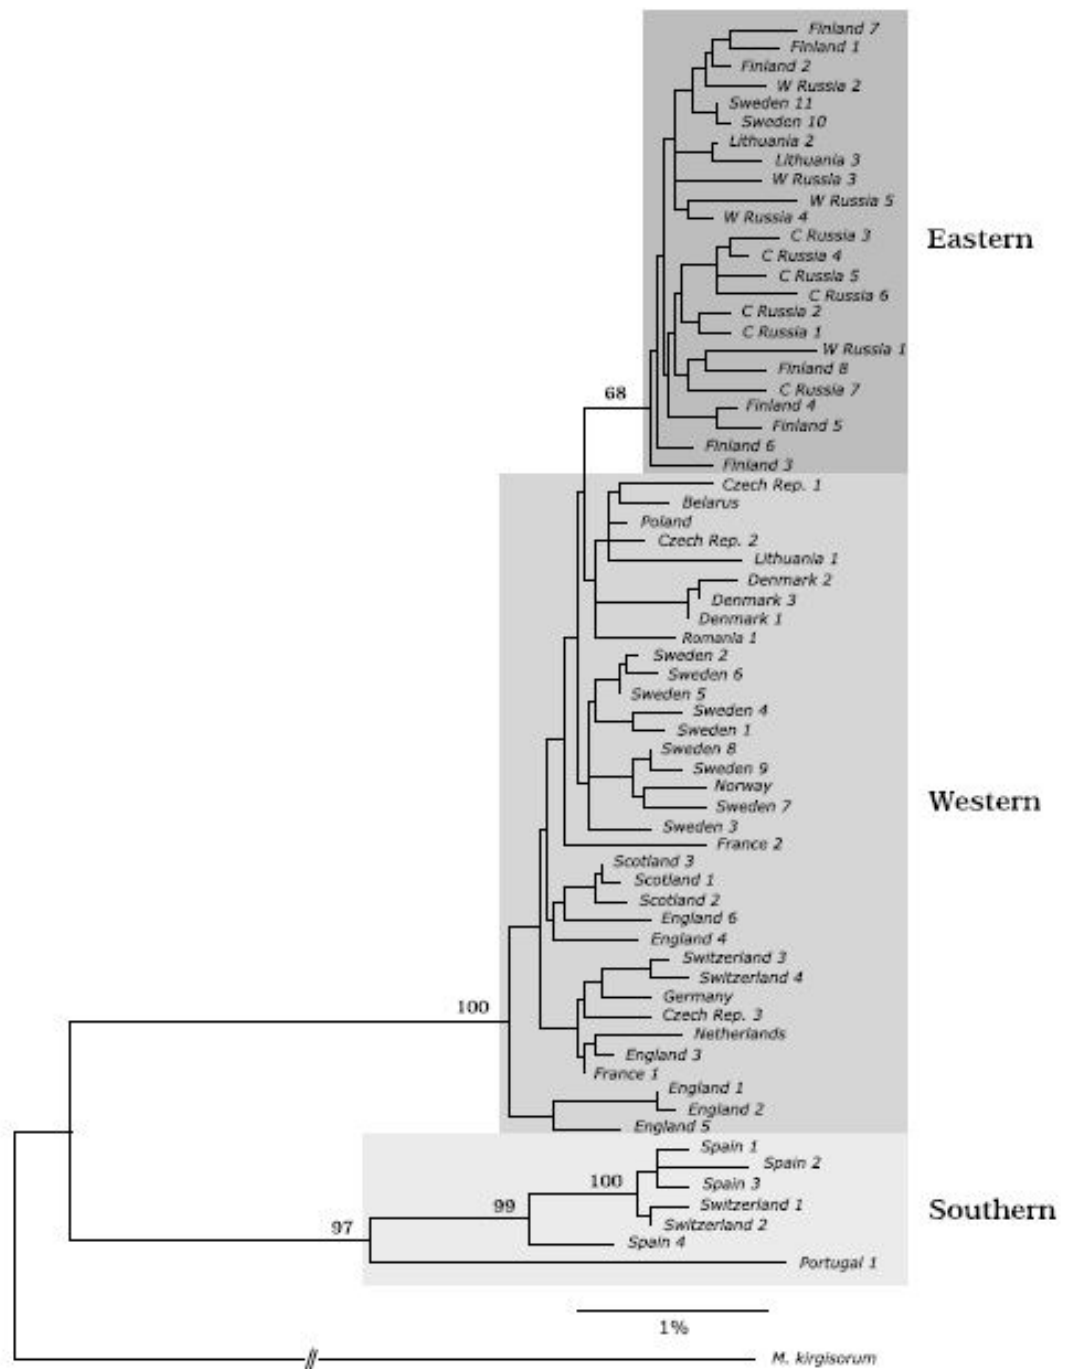 Finland 7
Finland 1
Finland 2
W Russia 2
Sweden 11
Sweden 10
Lithuania 2
Lithuania 3
W Russia 3
W Russia 5
W Russia 4
C Russia 3
Eastern
C Russia 4
C Russia 5
C Russia 6
C Russia 2
C Russia 1
W Russia 1
Finland 8
C Russia 7
68
Finland 4
Finland 5
Finland 6
Finland 3
Czech Rep. 1
Belarus
Poland
Czech Rep. 2
Lithuania 1
Denmark 2
Denmark 3
Denmark 1
Romania 1
Sweden 2
Sweden 6
Sweden 5
Sweden 4
Sweden 1
Sweden 8
Sweden 9
Norway
Western
Sweden 7
Sweden 3
France 2
Scotland 3
Scotland 1
Scotland 2
England 6
England 4
Switzerland 3
Switzerland 4
Germany
100
Czech Rep. 3
Netherlands
England 3
France 1
England 1
England 2
England 5
Spain 1
Spain 2
100
Spain 3
99
Switzerland 1
Southern
Switzerland 2
97
Spain 4
Portugal 1
1%
M. kirgisorum